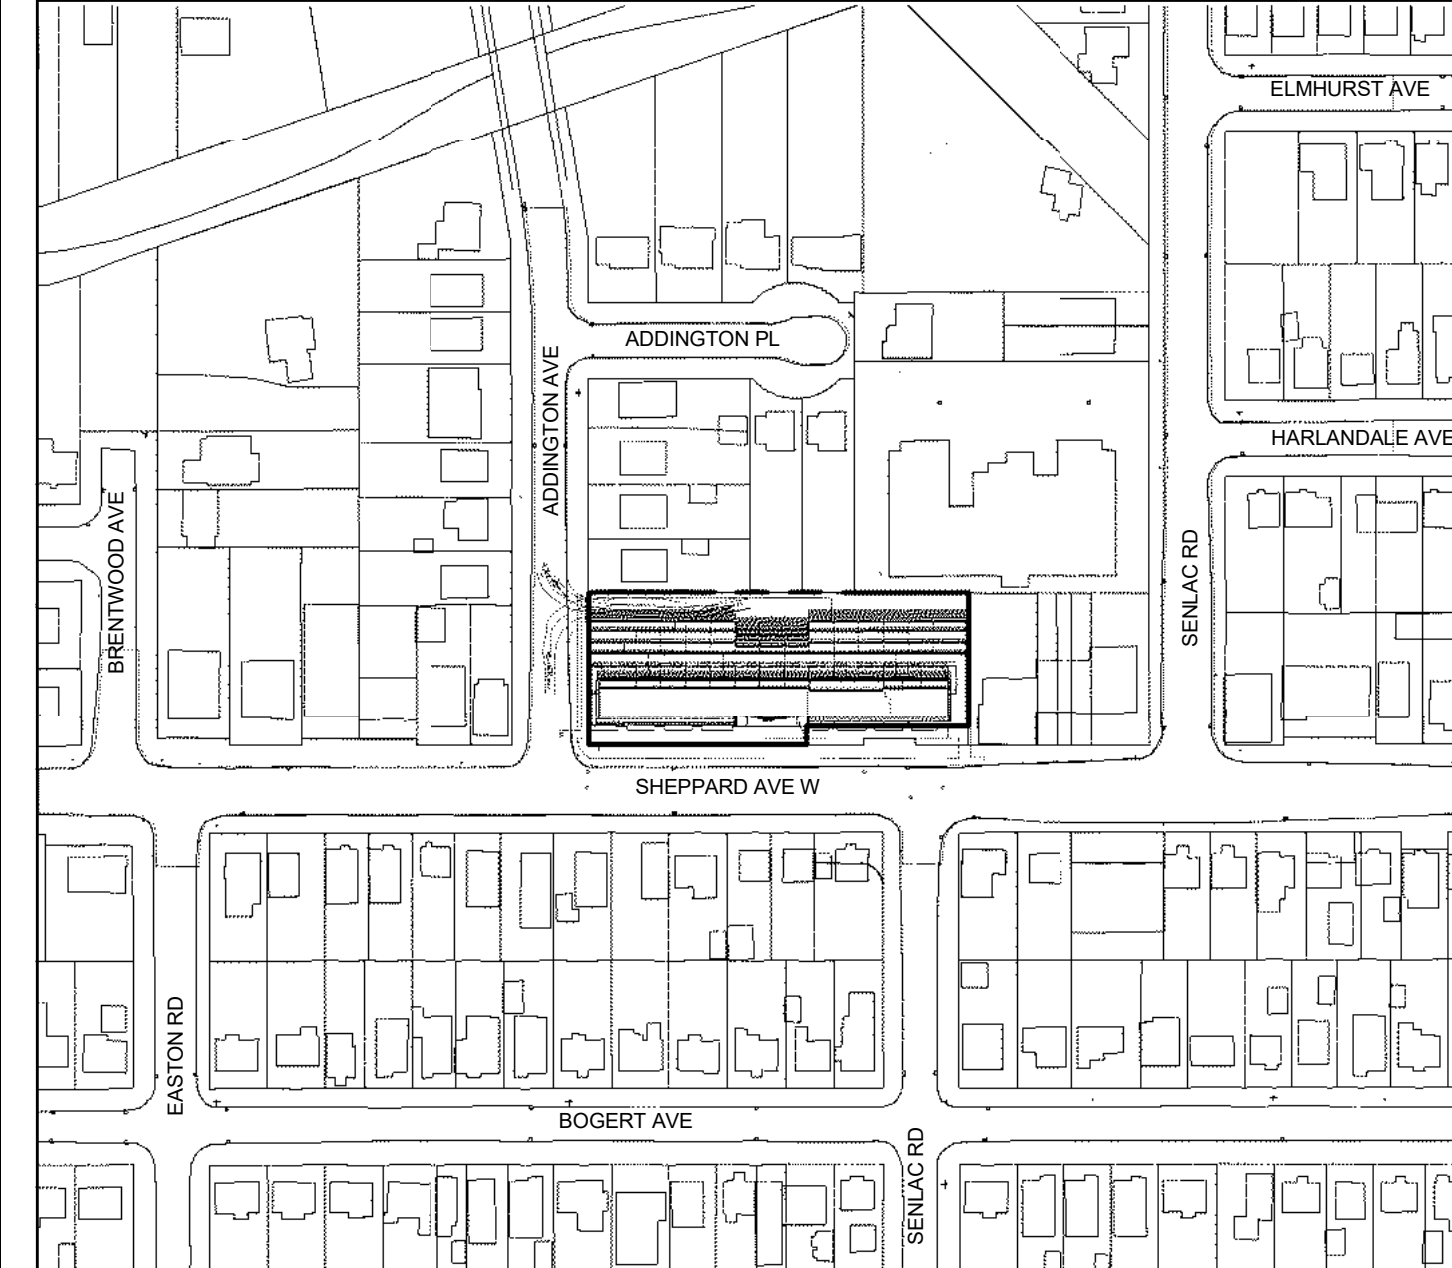 ELMHURST AVE
ADDINGTON PL
ADDINGTON AVE
HARLANDALE AVE
BRENTWOOD AVE
SENLAC RD
SHEPPARD AVE W
EASTON RD
BOGERT AVE
SENLAC RD